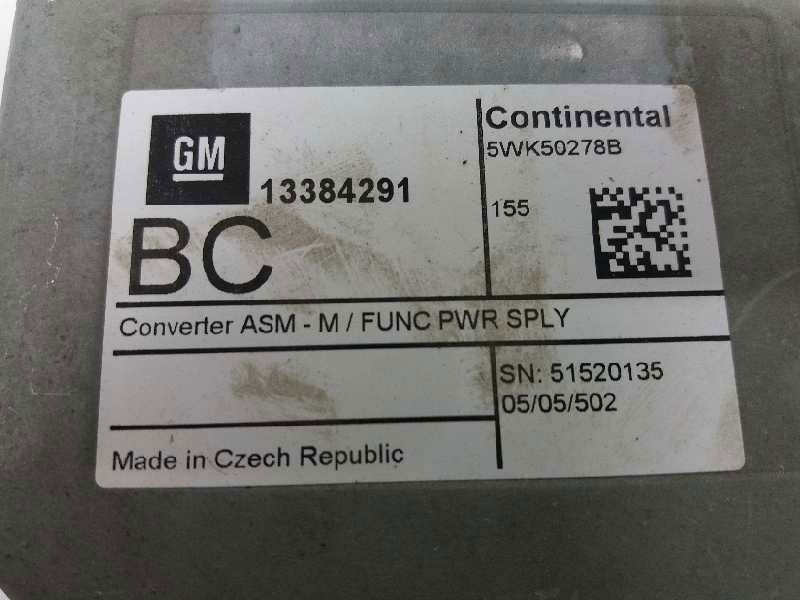 GM
13384291
BC
Continental
5WK50278B
155
Converter ASM - M / FUNC PWR SPLY
SN: 51520135
05/05/502
Made in Czech Republic